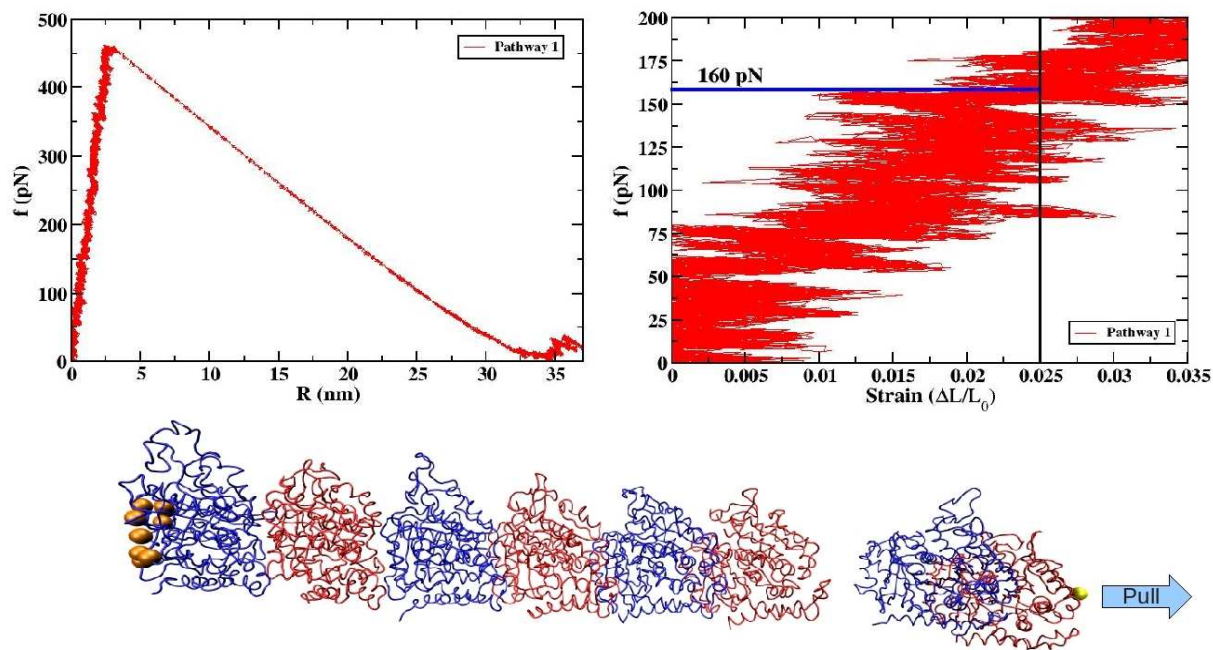 500
400
300
200
100
0
f (pN)
Pathway 1
0 5 10 15 20 25 30 35
R (nm)
200
175
150
125
100
75
50
25
0
f (pN)
160 pN
Pathway 1
0 0.005 0.01 0.015 0.02 0.025 0.03 0.035
Strain (ΔL/L₀)
Pull